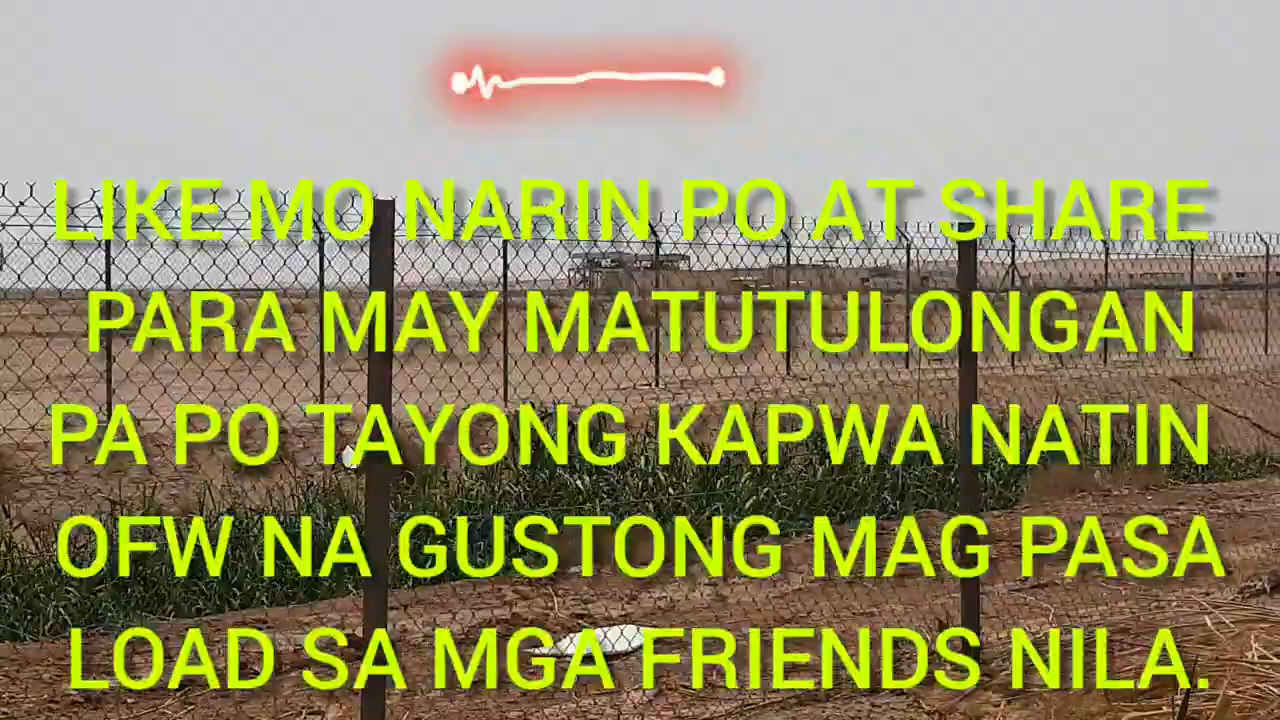 LIKE MO NARIN PO AT SHARE
PARA MAY MATUTULONGAN
PA PO TAYONG KAPWA NATIN
OFW NA GUSTONG MAG PASA
LOAD SA MGA FRIENDS NILA.